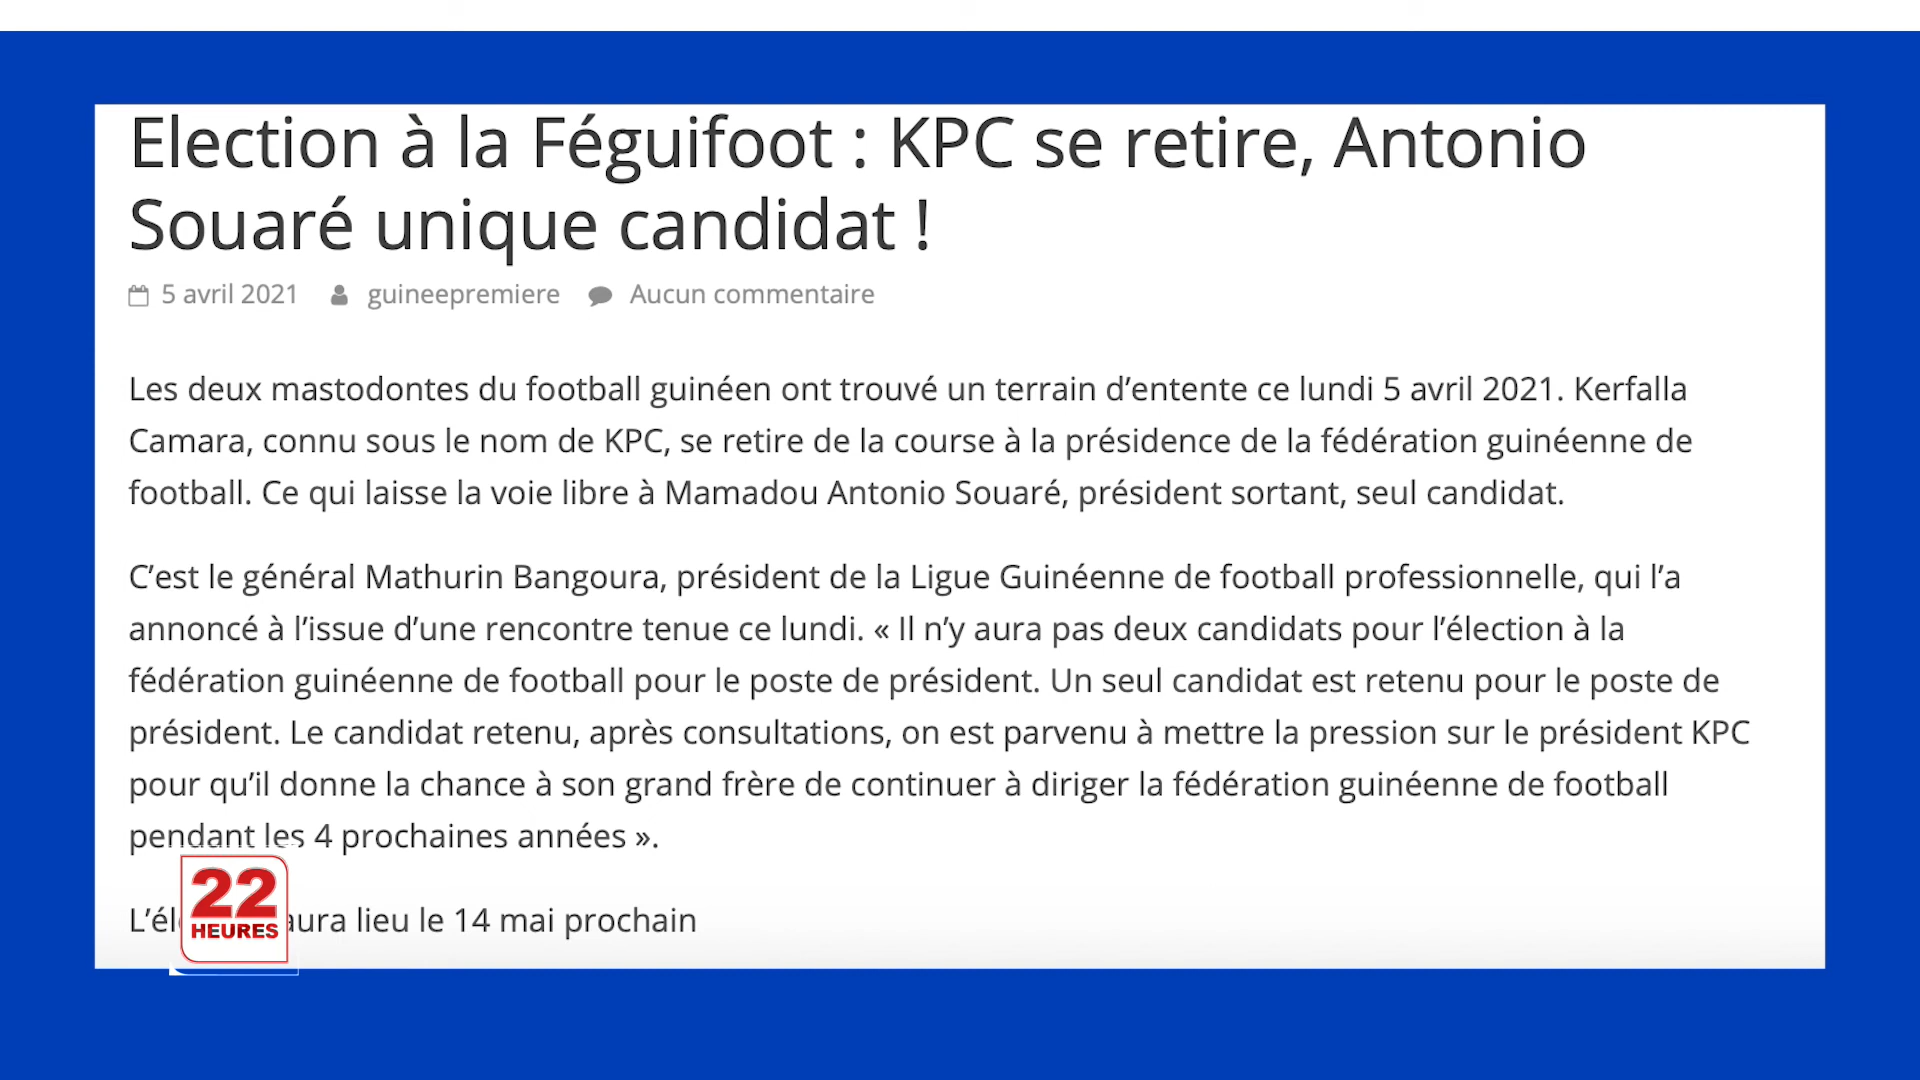 Election à la Féguifoot : KPC se retire, Antonio
Souaré unique candidat !
5 avril 2021 guineepremiere Aucun commentaire
Les deux mastodontes du football guinéen ont trouvé un terrain d’entente ce lundi 5 avril 2021. Kerfalla
Camara, connu sous le nom de KPC, se retire de la course à la présidence de la fédération guinéenne de
football. Ce qui laisse la voie libre à Mamadou Antonio Souaré, président sortant, seul candidat.
C’est le général Mathurin Bangoura, président de la Ligue Guinéenne de football professionnelle, qui l’a
annoncé à l’issue d’une rencontre tenue ce lundi. « Il n’y aura pas deux candidats pour l’élection à la
fédération guinéenne de football pour le poste de président. Un seul candidat est retenu pour le poste de
président. Le candidat retenu, après consultations, on est parvenu à mettre la pression sur le président KPC
pour qu’il donne la chance à son grand frère de continuer à diriger la fédération guinéenne de football
pendant les 4 prochaines années ».
aura lieu le 14 mai prochain
22
HEURES